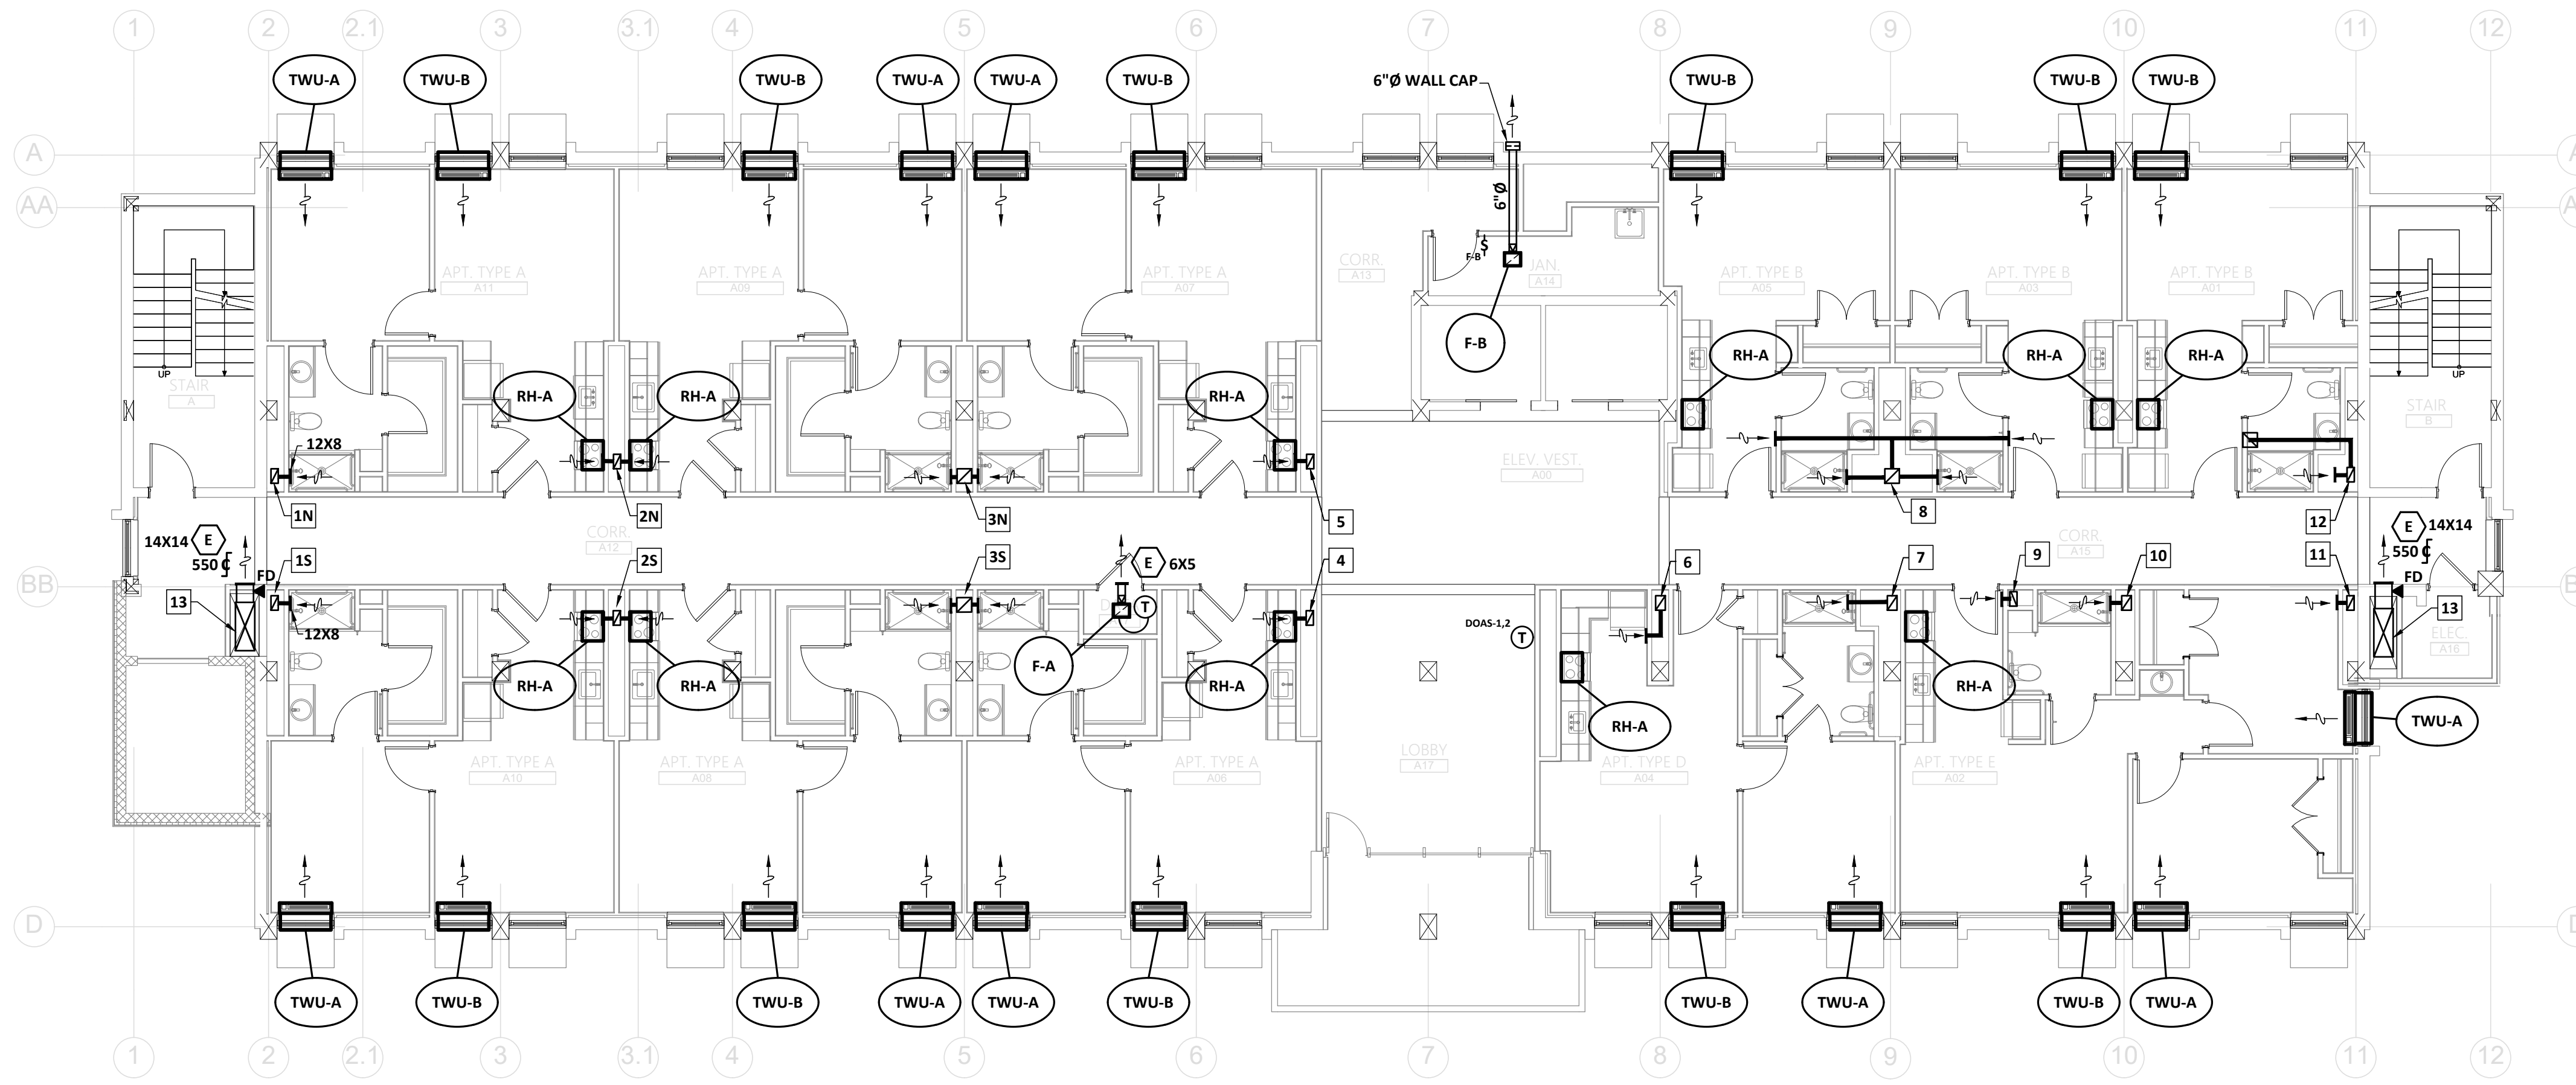 1 2 2.1 3 3.1 4 5 6 7 8 9 10 11 12
TWU-A TWU-B TWU-B TWU-A TWU-A TWU-B 6"Ø WALL CAP TWU-B TWU-B TWU-B
A
AA
6"Ø
$
F-B
APT. TYPE A
A11
APT. TYPE A
A09
APT. TYPE A
A07
CORR.
A13
JAN.
A14
APT. TYPE B
A05
APT. TYPE B
A03
APT. TYPE B
A01
F-B
UP
STAIR
A
UP
STAIR
B
RH-A RH-A RH-A RH-A RH-A RH-A
12X8
ELEV. VEST.
A00
1N 2N 3N 5 8 12
14X14 E
550
FD
CORR.
A12
CORR.
A15
E 14X14
550
FD
BB
1S 2S 3S E 6X5 4 6 7 9 10 11
13
12X8
T
DOAS-1,2 T
13
ELEC.
A16
F-A
RH-A RH-A RH-A RH-A RH-A
TWU-A
APT. TYPE A
A10
APT. TYPE A
A08
APT. TYPE A
A06
LOBBY
A17
APT. TYPE D
A04
APT. TYPE E
A02
D
TWU-A TWU-B TWU-B TWU-A TWU-A TWU-B TWU-B TWU-A TWU-B TWU-A
1 2 2.1 3 3.1 4 5 6 7 8 9 10 11 12